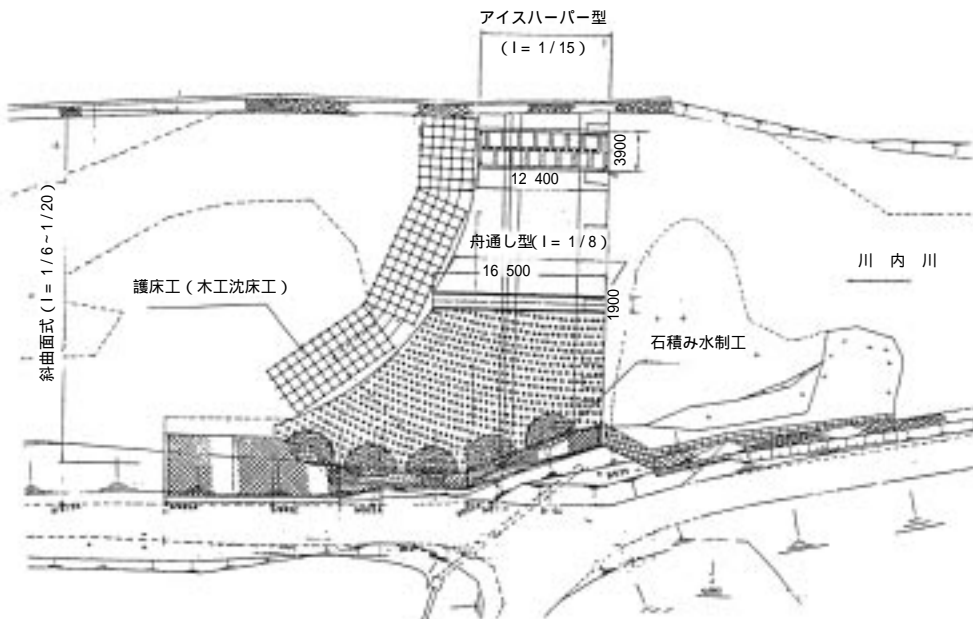 アイスハーパー型
(I = 1/15)
3900
12 400
舟通し型(I = 1/8)
16 500
1900
川 内 川
護床工(木工沈床工)
石積み水制工
斜曲面式(I = 1/6~1/20)